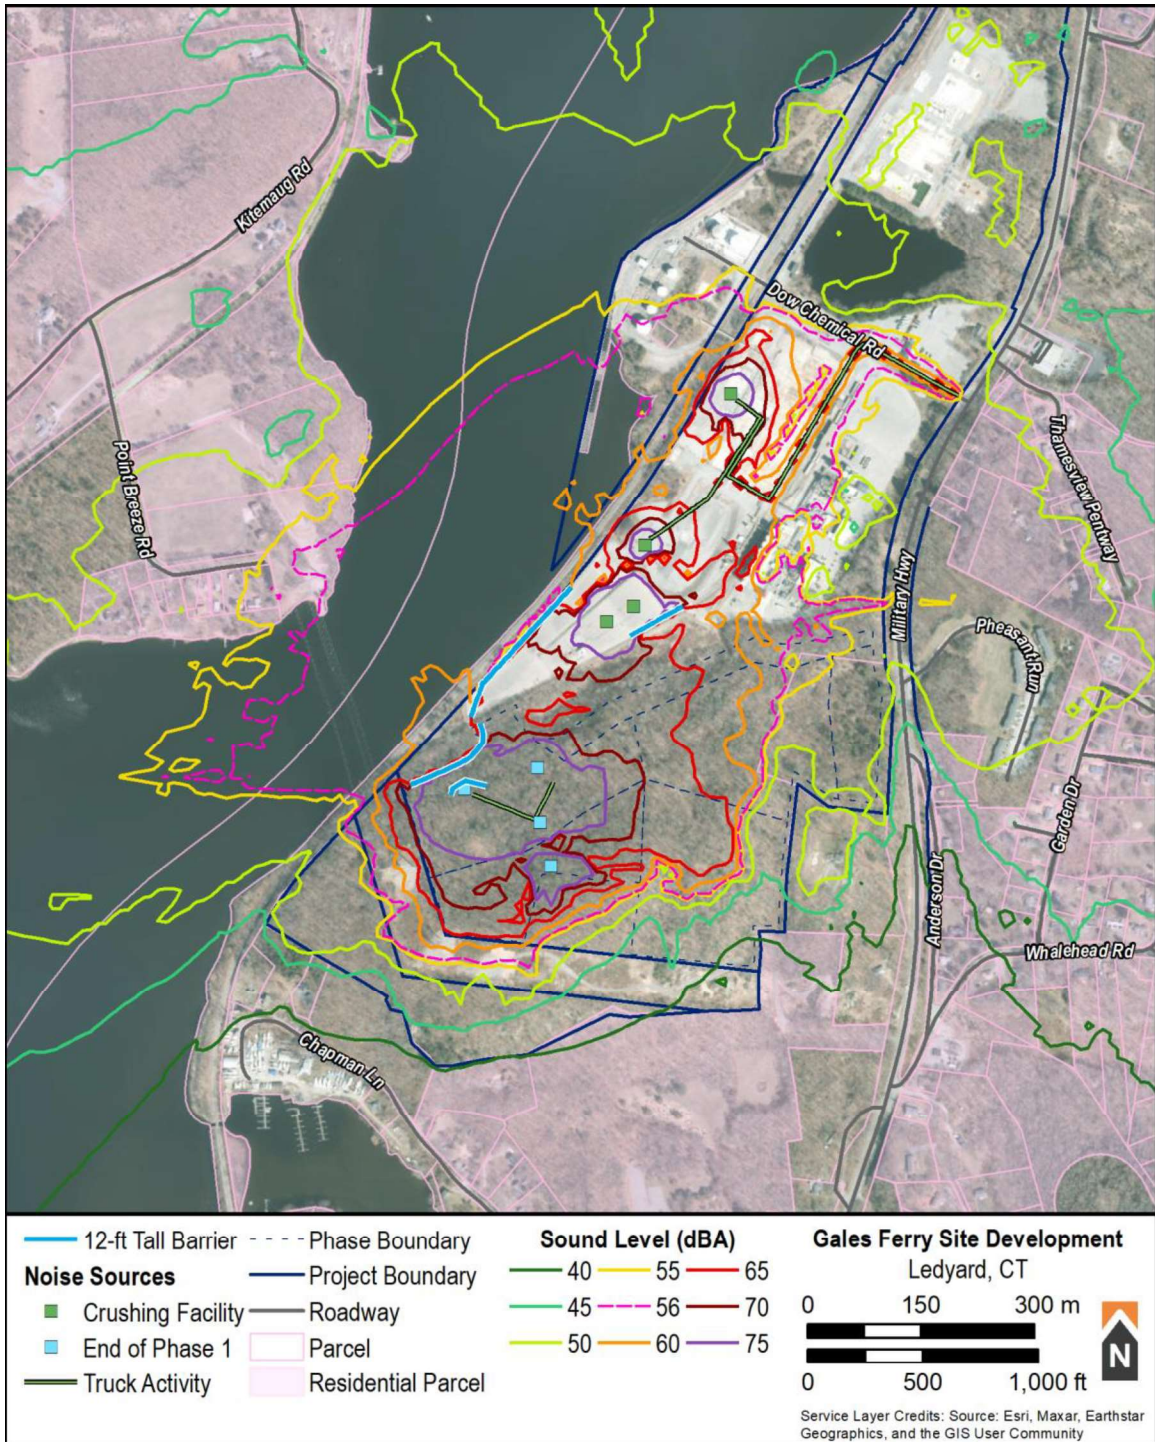 Kitemaug Rd
Dow Chemical Rd
Point Breeze Rd
Thamesview Pentway
Military Hwy
Pheasant Run
Garden Dr
Anderson Dr
Whalehead Rd
Chapman Ln
12-ft Tall Barrier
Noise Sources
Crushing Facility
End of Phase 1
Truck Activity
Phase Boundary
Project Boundary
Roadway
Parcel
Residential Parcel
Sound Level (dBA)
40 55 65
45 56 70
50 60 75
Gales Ferry Site Development
Ledyard, CT
0 150 300 m
0 500 1,000 ft
N
Service Layer Credits: Source: Esri, Maxar, Earthstar
Geographics, and the GIS User Community